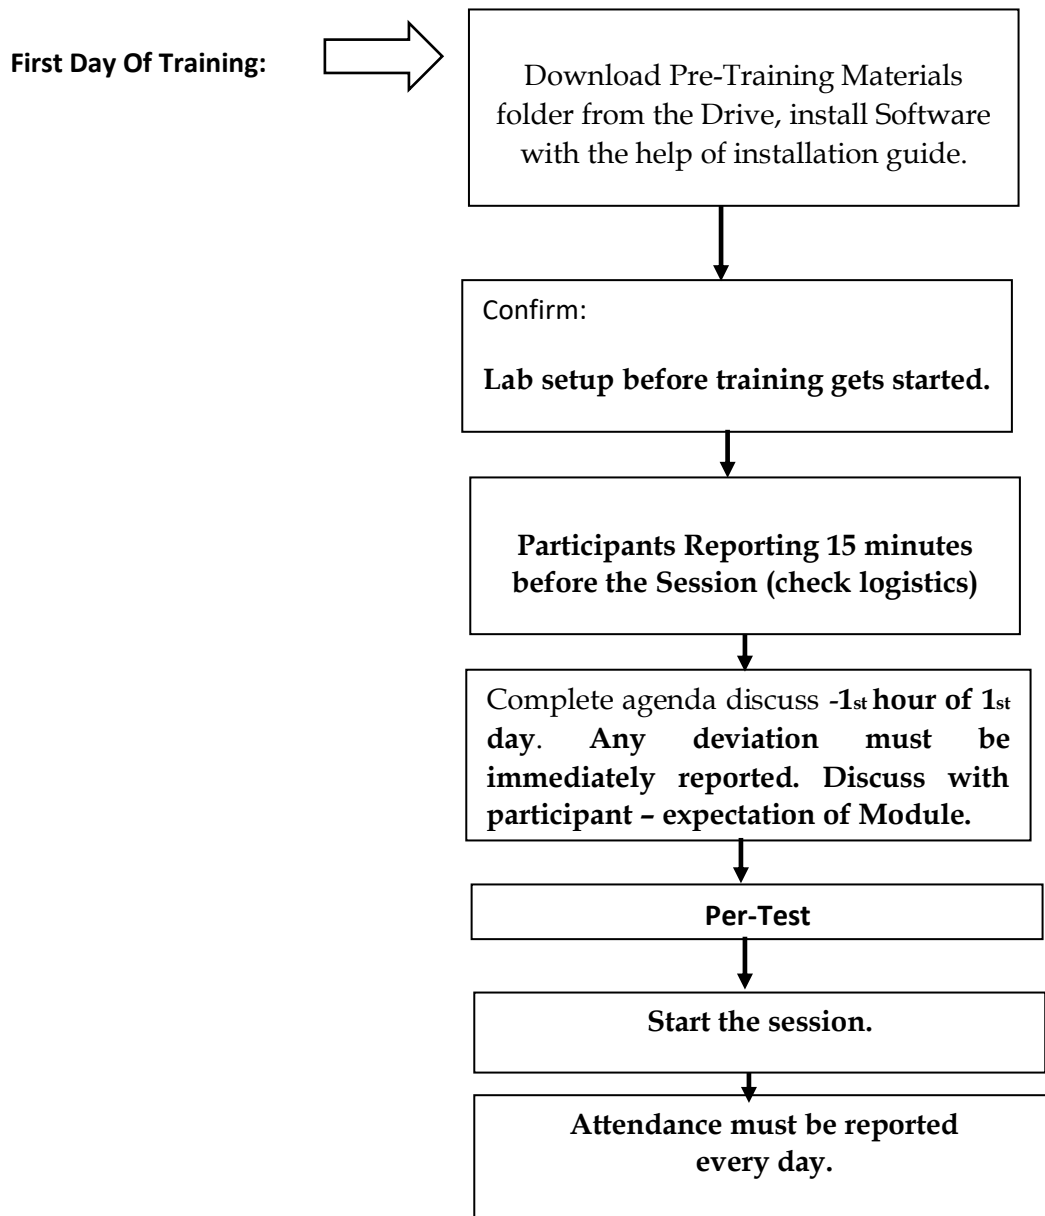 First Day Of Training:
Download Pre-Training Materials
folder from the Drive, install Software
with the help of installation guide.
Confirm:
Lab setup before training gets started.
Participants Reporting 15 minutes
before the Session (check logistics)
Complete agenda discuss -1st hour of 1st
day. Any deviation must be
immediately reported. Discuss with
participant – expectation of Module.
Per-Test
Start the session.
Attendance must be reported
every day.